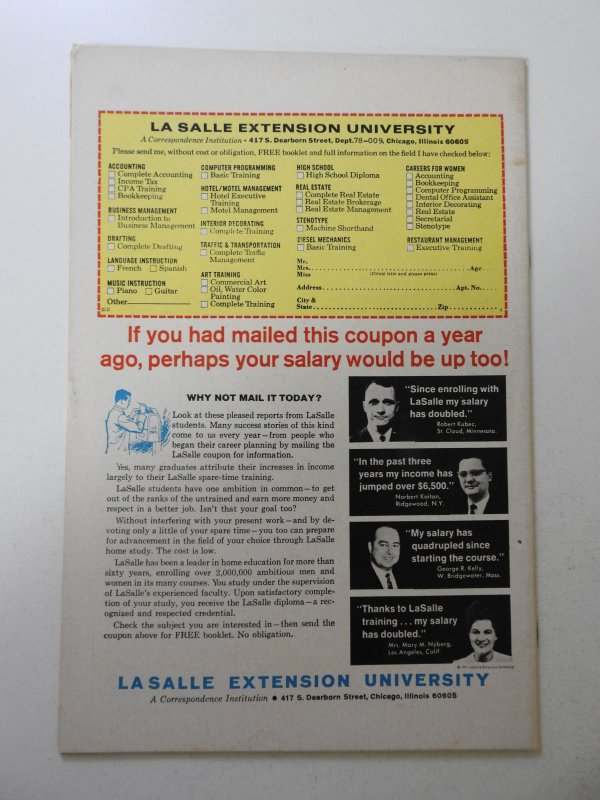 LA SALLE EXTENSION UNIVERSITY
A Correspondence Institution • 417 S. Dearborn Street, Dept. 78-009, Chicago, Illinois 60605
Please send me, without cost or obligation, FREE booklet and full information on the field I have checked below:
ACCOUNTING
Complete Accounting
Income Tax
CPA Training
Bookkeeping
BUSINESS MANAGEMENT
Introduction to
Business Management
DRAFTING
Complete Drafting
LANGUAGE INSTRUCTION
French Spanish
MUSIC INSTRUCTION
Piano Guitar
Other
COMPUTER PROGRAMMING
Basic Training
HOTEL/MOTEL MANAGEMENT
Hotel Executive
Training
Motel Management
INTERIOR DECORATING
Complete Training
TRAFFIC & TRANSPORTATION
Complete Traffic
Management
ART TRAINING
Commercial Art
Oil, Water Color
Painting
Complete Training
HIGH SCHOOL
High School Diploma
REAL ESTATE
Complete Real Estate
Real Estate Brokerage
Real Estate Management
STENOTYPE
Machine Shorthand
DIESEL MECHANICS
Basic Training
CAREERS FOR WOMEN
Accounting
Bookkeeping
Computer Programming
Dental Office Assistant
Interior Decorating
Real Estate
Secretarial
Stenotype
RESTAURANT MANAGEMENT
Executive Training
Mr.
Mrs. Age
Miss (Circle title and please print)
Address Apt. No.
City &
State Zip
If you had mailed this coupon a year
ago, perhaps your salary would be up too!
WHY NOT MAIL IT TODAY?
Look at these pleased reports from LaSalle
students. Many success stories of this kind
come to us every year—from people who
began their career planning by mailing the
LaSalle coupon for information.
Yes, many graduates attribute their increases in income
largely to their LaSalle spare-time training.
LaSalle students have one ambition in common—to get
out of the ranks of the untrained and earn more money and
respect in a better job. Isn't that your goal too?
Without interfering with your present work—and by de-
voting only a little of your spare time—you too can prepare
for advancement in the field of your choice through LaSalle
home study. The cost is low.
LaSalle has been a leader in home education for more than
sixty years, enrolling over 2,000,000 ambitious men and
women in its many courses. You study under the supervision
of LaSalle's experienced faculty. Upon satisfactory comple-
tion of your study, you receive the LaSalle diploma—a rec-
ognized and respected credential.
Check the subject you are interested in—then send the
coupon above for FREE booklet. No obligation.
"Since enrolling with
LaSalle my salary
has doubled."
Robert Kubec,
St. Cloud, Minnesota.
"In the past three
years my income has
jumped over $6,500."
Norbert Kaitan,
Ridgewood, N.Y.
"My salary has
quadrupled since
starting the course."
George R. Kelly,
W. Bridgewater, Mass.
"Thanks to LaSalle
training ... my salary
has doubled."
Mrs. Mary M. Nyberg,
Los Angeles, Calif.
LA SALLE EXTENSION UNIVERSITY
A Correspondence Institution • 417 S. Dearborn Street, Chicago, Illinois 60605